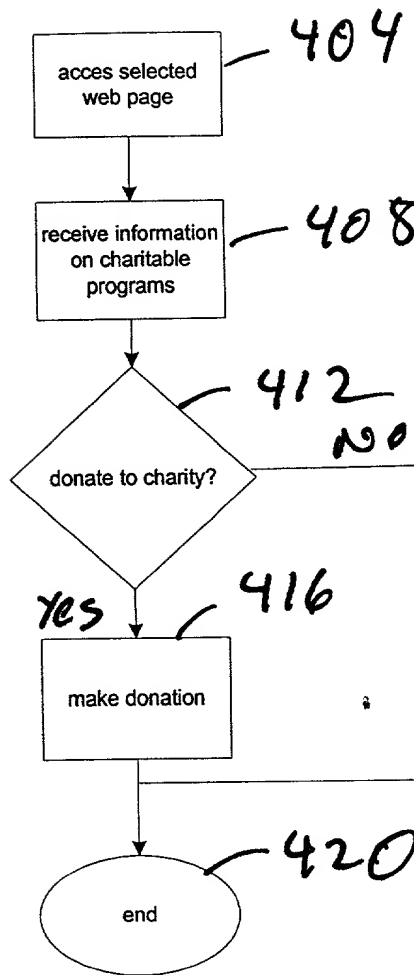 404
acces selected
web page
408
receive information
on charitable
programs
412
NO
donate to charity?
Yes
416
make donation
420
end